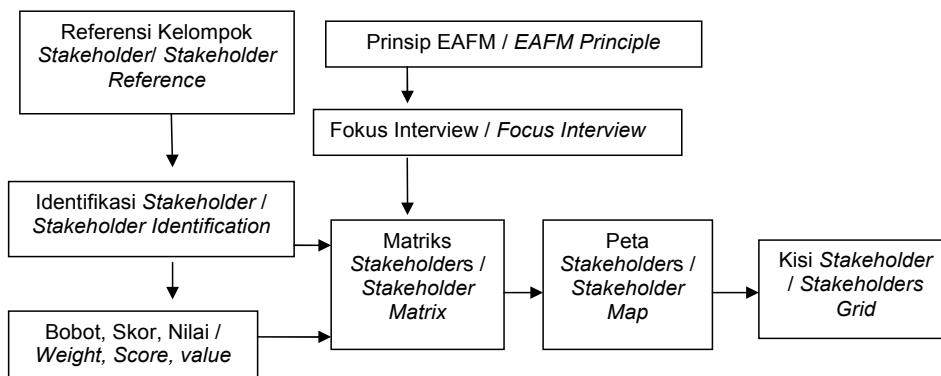 Referensi Kelompok
Stakeholder/ Stakeholder
Reference
Prinsip EAFM / EAFM Principle
Fokus Interview / Focus Interview
Identifikasi Stakeholder /
Stakeholder Identification
Bobot, Skor, Nilai /
Weight, Score, value
Matriks
Stakeholders /
Stakeholder
Matrix
Peta
Stakeholders /
Stakeholder
Map
Kisi Stakeholder
/ Stakeholders
Grid